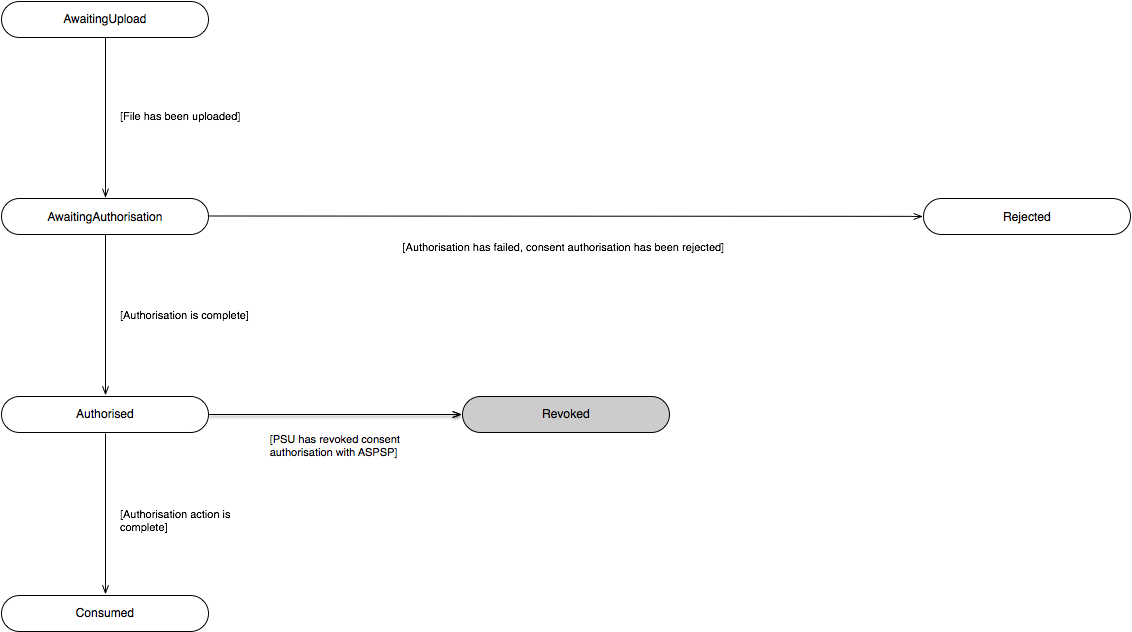 AwaitingUpload
[File has been uploaded]
AwaitingAuthorisation
Rejected
[Authorisation has failed, consent authorisation has been rejected]
[Authorisation is complete]
Authorised
Revoked
[PSU has revoked consent
authorisation with ASPSP]
[Authorisation action is
complete]
Consumed